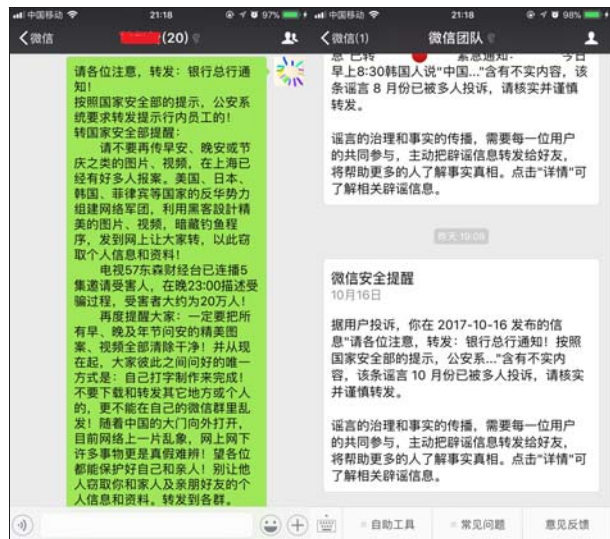 中国移动
21:18
97%
微信
(20)
请各位注意，转发：银行总行通
知！
按照国家安全部的提示，公安系
统要求转发提示行内员工的！
转国家安全部提醒：
请不要再传早安、晚安或节
庆之类的图片、视频，在上海已
经有好多人报案。美国、日本、
韩国、菲律宾等国家的反华势力
组建网络军团，利用黑客設計精
美的图片、视频，暗藏钓鱼程
序，发到网上让大家转，以此窃
取个人信息和资料！
电视57东森财经台已连播5
集邀请受害人，在晚23:00描述受
骗过程，受害者大约为20万人！
再度提醒大家：一定要把所
有早、晚及年节问安的精美图
案、视频全部清除干净！并从现
在起，大家彼此之间问好的唯一
方式是：自己打字制作来完成！
不要下载和转发其它地方或个人
的，更不能在自己的微信群里乱
发！随着中国的大门向外打开，
目前网络上一片乱象，网上网下
许多事物更是真假难辨！望各位
都能保护好自己和亲人！别让他
人窃取你和家人及亲朋好友的个
人信息和资料。转发到各群。
中国移动
21:18
98%
微信(1)
微信团队
早上8:30韩国人说“中国...”含有不实内容，该
条谣言 8 月份已被多人投诉，请核实并谨慎
转发。
谣言的治理和事实的传播，需要每一位用户
的共同参与，主动把辟谣信息转发给好友，
将帮助更多的人了解事实真相。点击“详情”可
了解相关辟谣信息。
昨天 19:08
微信安全提醒
10月16日
据用户投诉，你在 2017-10-16 发布的信
息“请各位注意，转发：银行总行通知！按照
国家安全部的提示，公安系...”含有不实内
容，该条谣言 10 月份已被多人投诉，请核实
并谨慎转发。
谣言的治理和事实的传播，需要每一位用户
的共同参与，主动把辟谣信息转发给好友，
将帮助更多的人了解事实真相。点击“详情”可
了解相关辟谣信息。
自助工具
常见问题
意见反馈